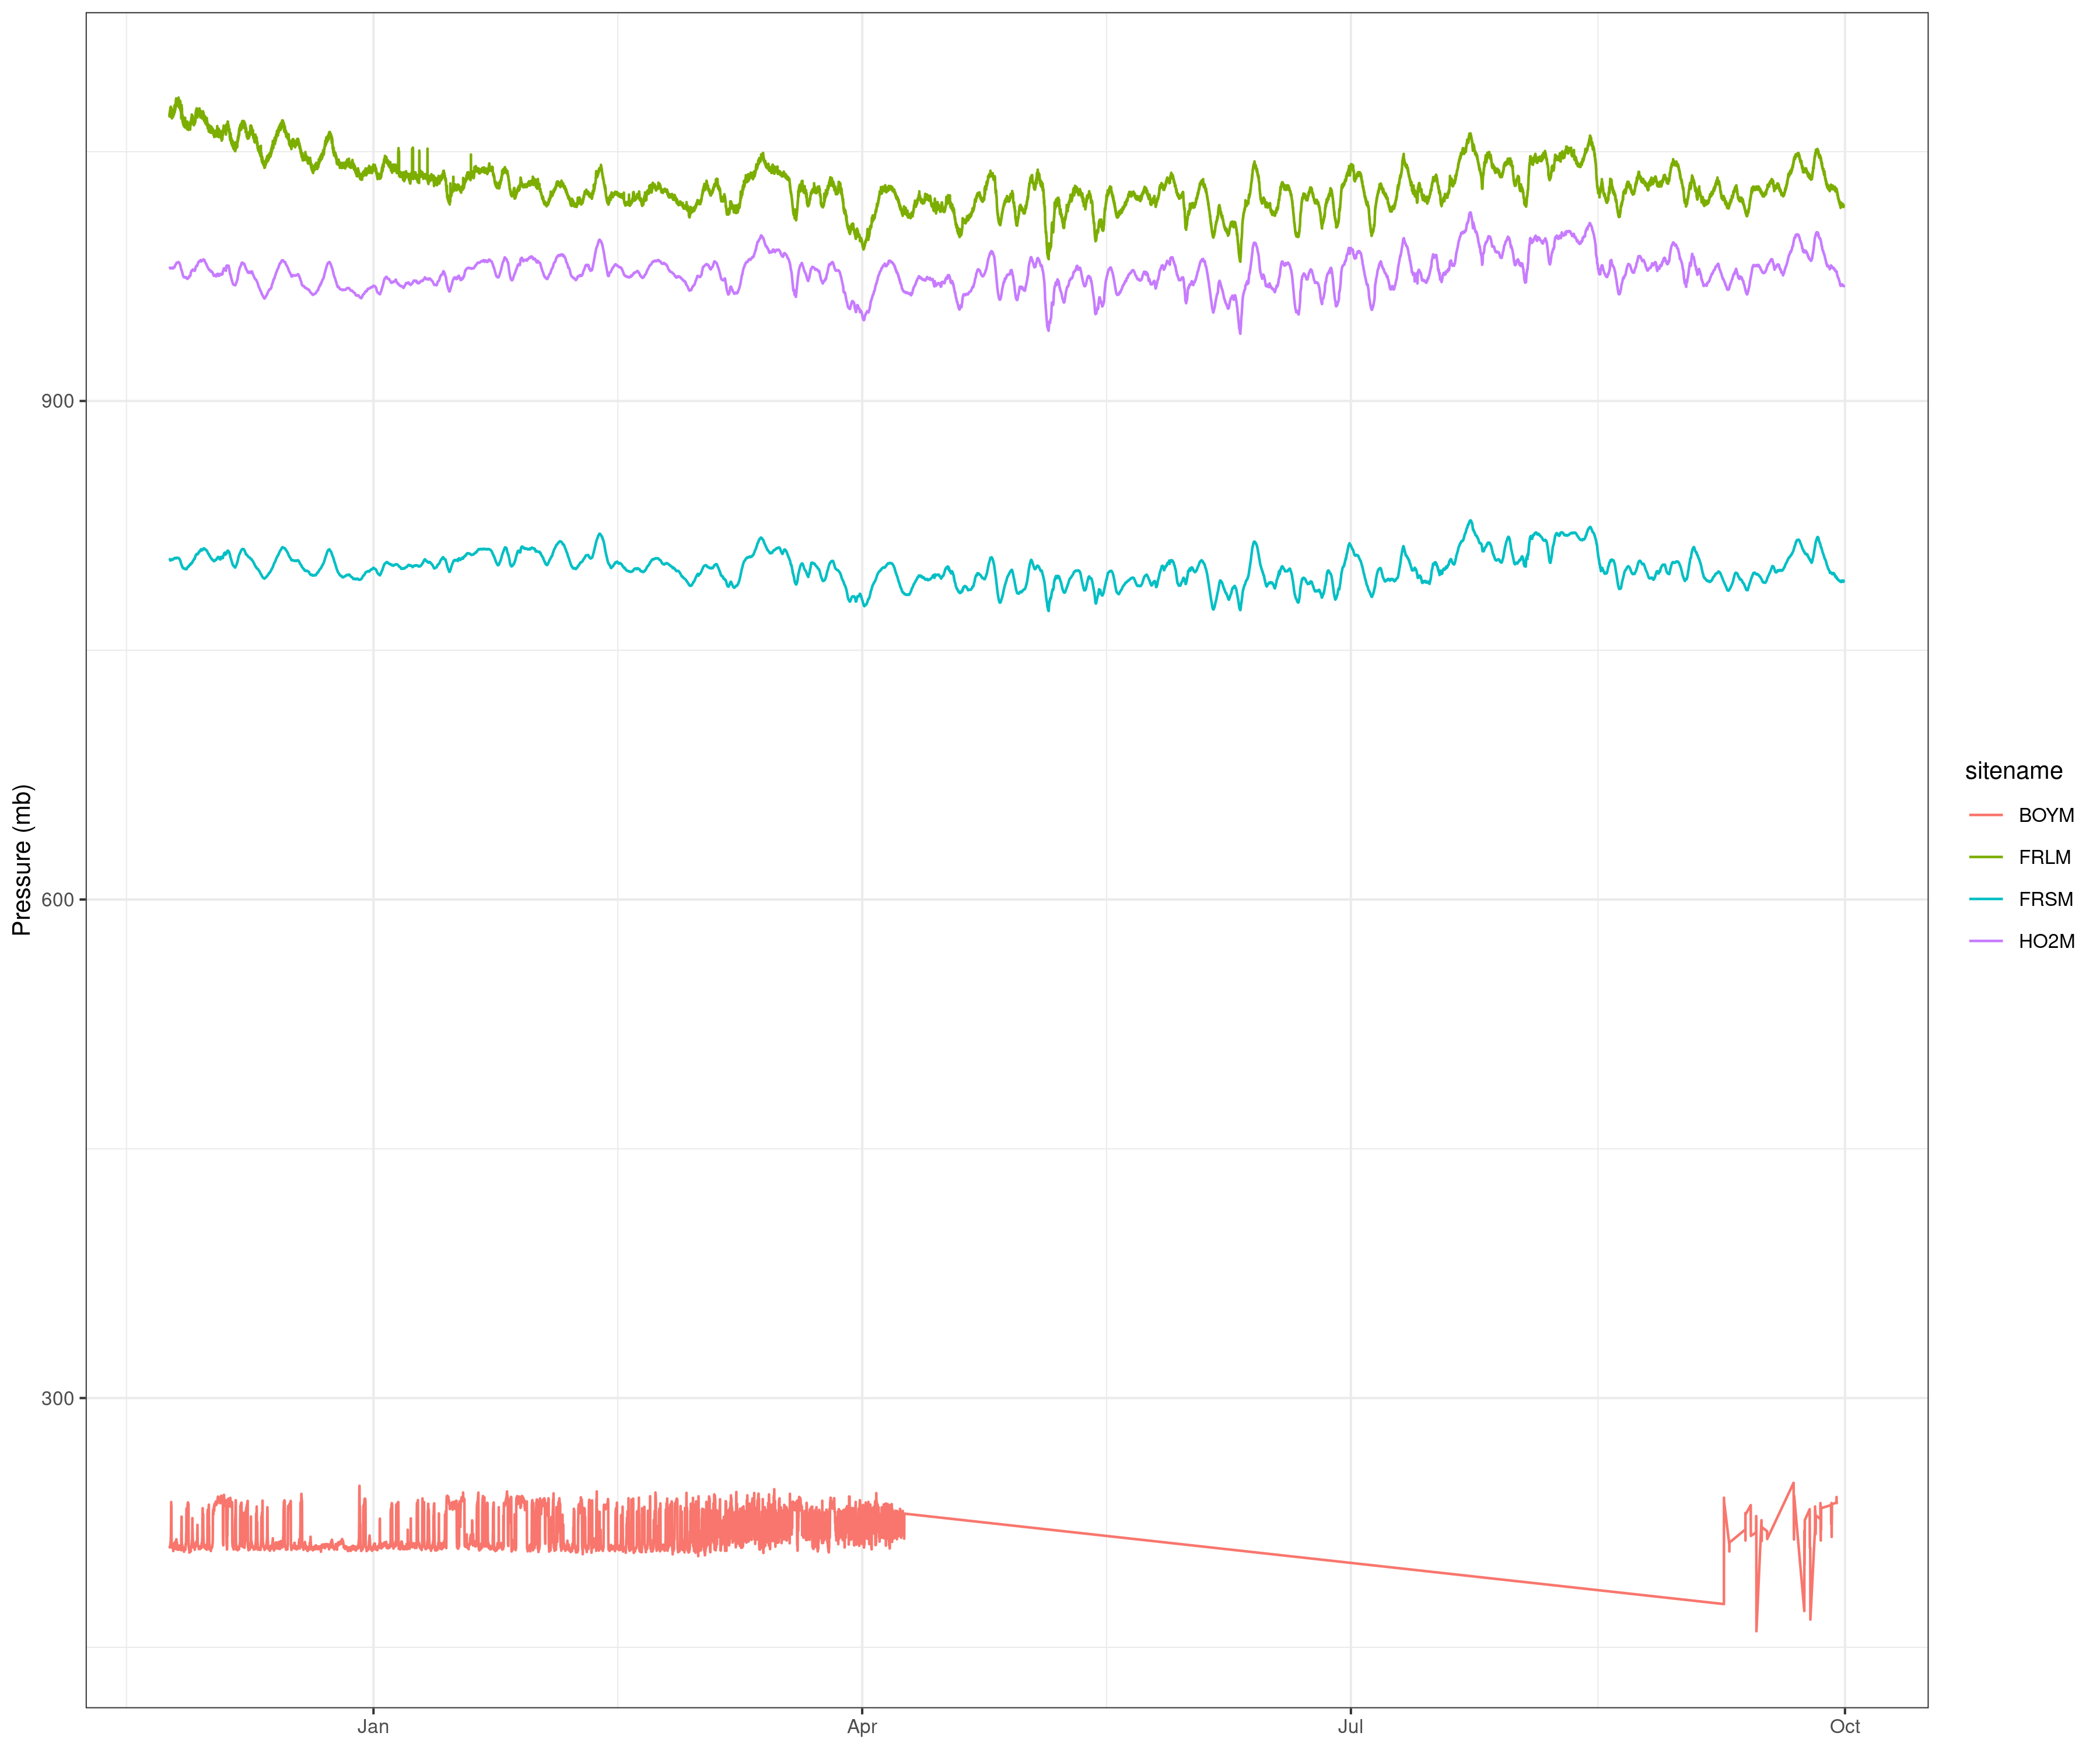 900
600
300
Pressure (mb)
Jan
Apr
Jul
Oct
sitename
BOYM
FRLM
FRSM
HO2M